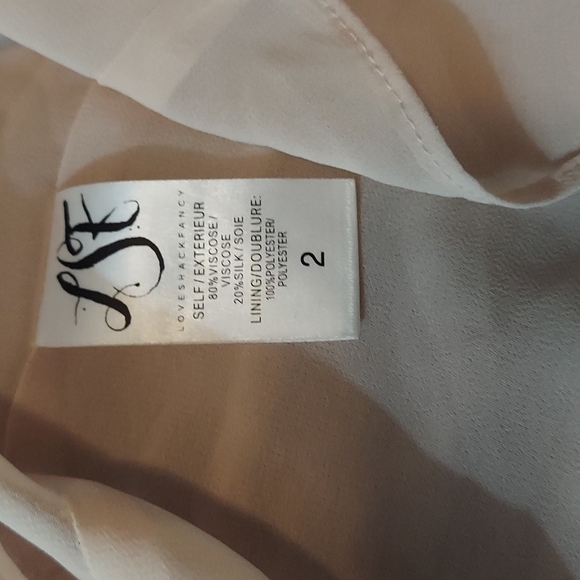 LSF
LOVESHACKFANCY
SELF/EXTERIEUR
80%VISCOSE/
VISCOSE
20%SILK/SOIE
LINING/DOUBLURE:
100%POLYESTER/
POLYESTER
2